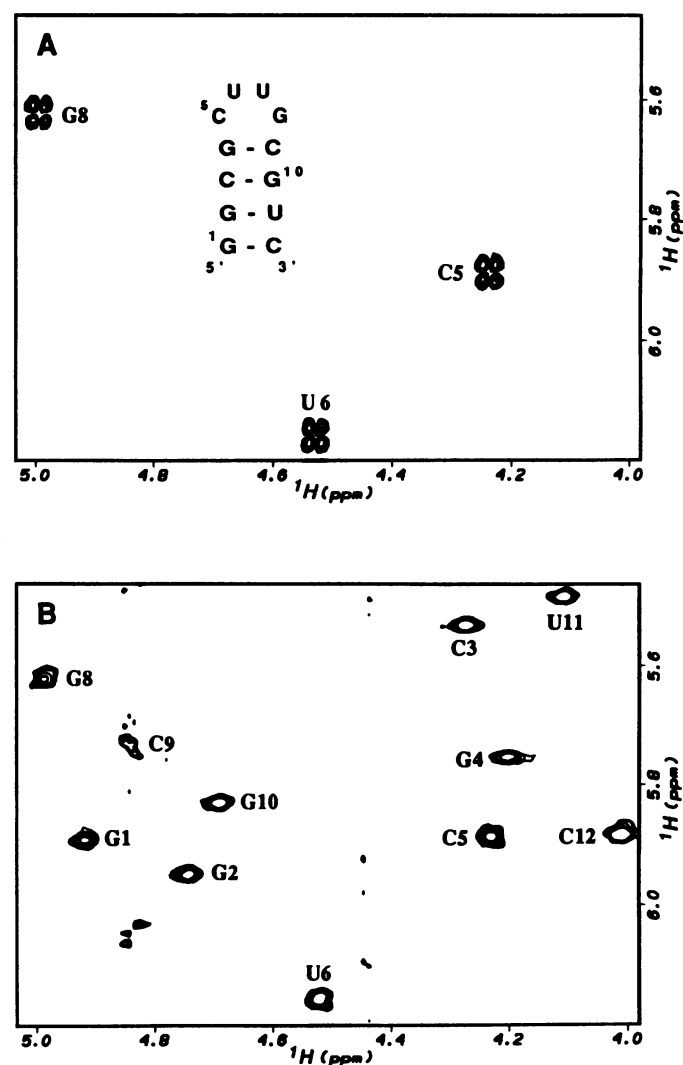 A
U U
5 C G
G8
G - C
C - G 10
G - U
1 G - C
5' 3'
C5
U 6
5.6
5.8
6.0
1H (ppm)
5.0 4.8 4.6 4.4 4.2 4.0
1H (ppm)
B
U11
C3
G8
C9
G4
G10
G1
C5
C12
G2
U6
5.6
5.8
6.0
1H (ppm)
5.0 4.8 4.6 4.4 4.2 4.0
1H (ppm)